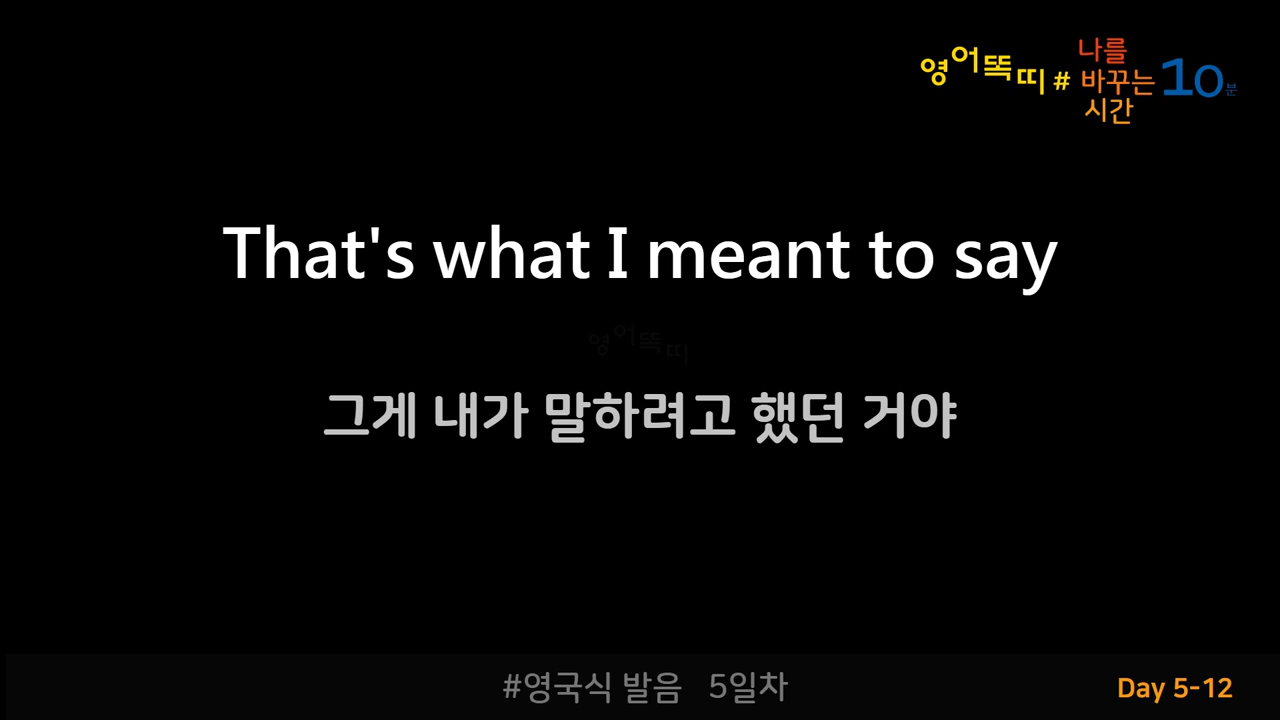 영어똑띠 # 나를 바꾸는 시간 10분
That's what I meant to say
영어똑띠
그게 내가 말하려고 했던 거야
#영국식 발음 5일차
Day 5-12